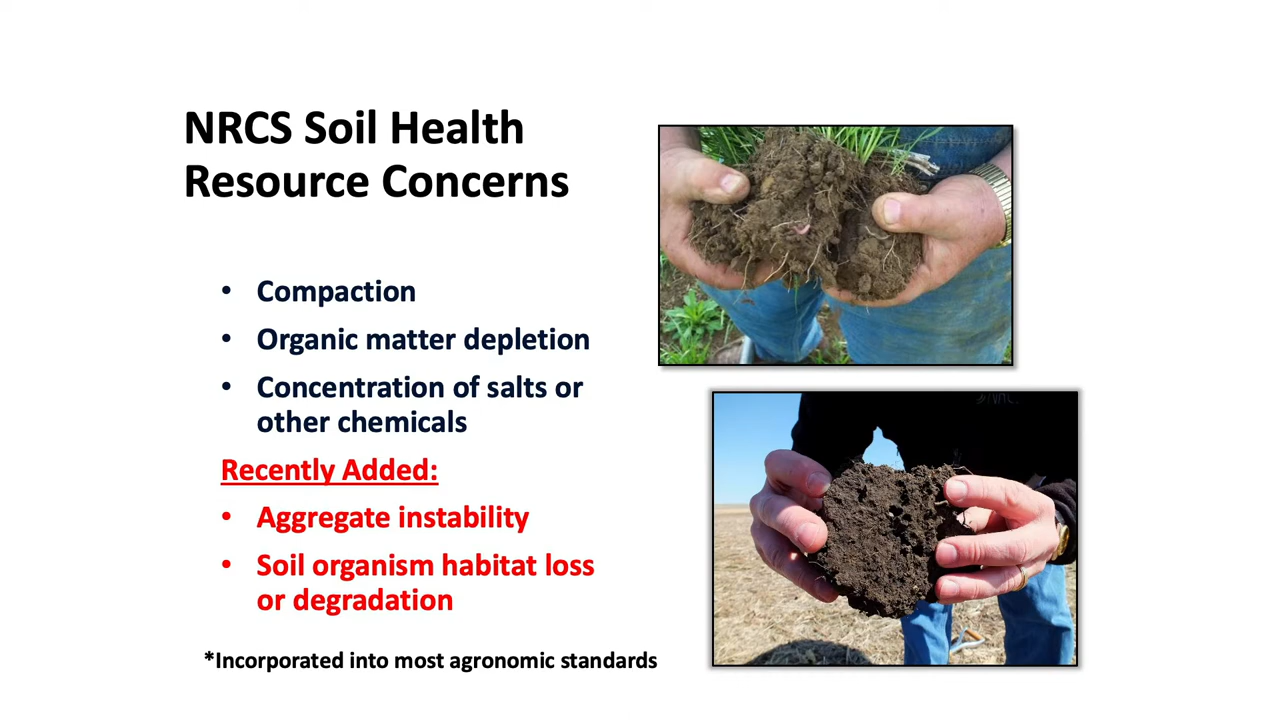 NRCS Soil Health
Resource Concerns
• Compaction
• Organic matter depletion
• Concentration of salts or
other chemicals
Recently Added:
• Aggregate instability
• Soil organism habitat loss
or degradation
*Incorporated into most agronomic standards